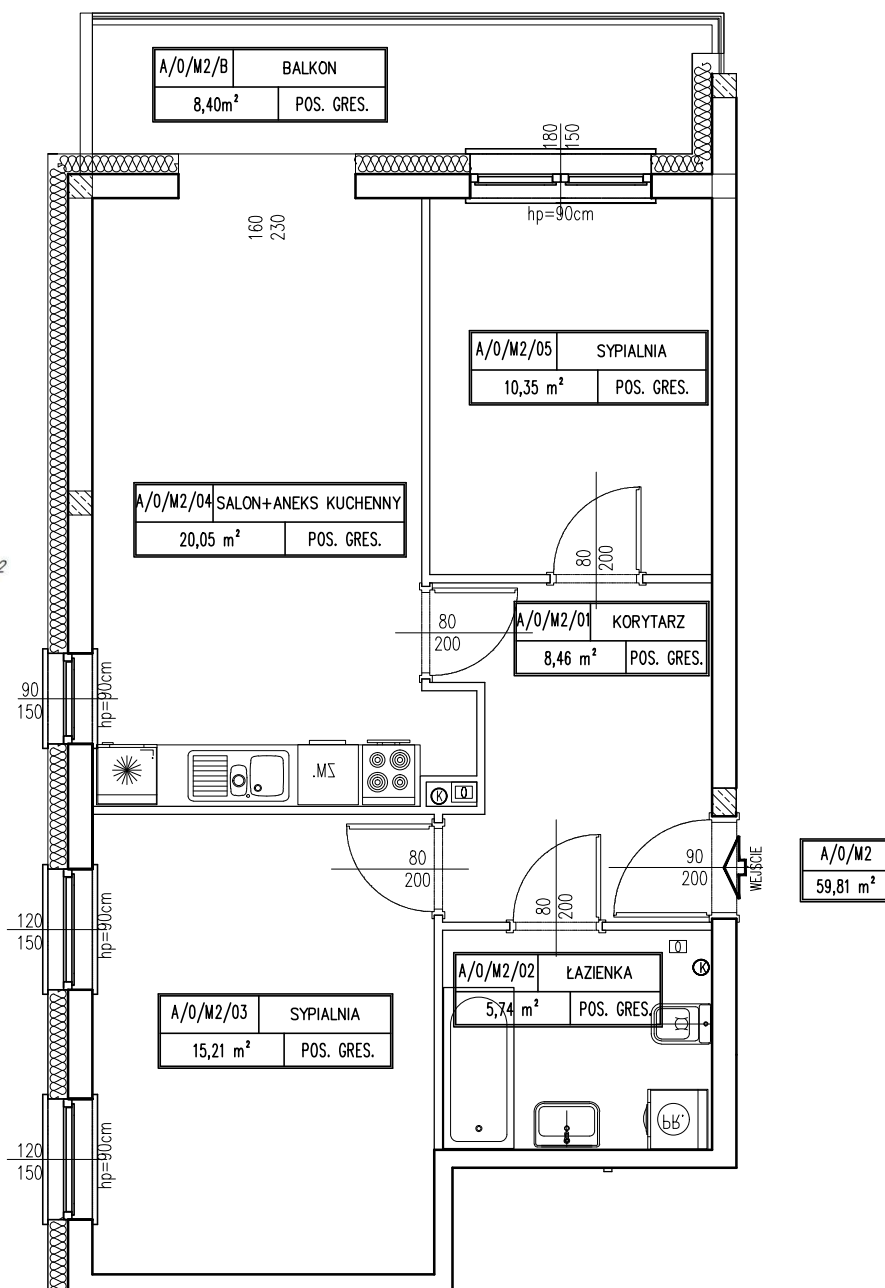 A/0/M2/B BALKON
8,40m² POS. GRES.
180
150
hp=90cm
160
230
A/0/M2/05 SYPIALNIA
10,35 m² POS. GRES.
A/0/M2/04 SALON+ANEKS KUCHENNY
20,05 m² POS. GRES.
80
200
2
A/0/M2/01 KORYTARZ
8,46 m² POS. GRES.
80
200
90
150
hp=90cm
ZM.
K
80
200
90
200
WEJŚCIE
A/0/M2
59,81 m²
80
200
120
150
hp=90cm
K
A/0/M2/02 ŁAZIENKA
5,74 m² POS. GRES.
A/0/M2/03 SYPIALNIA
15,21 m² POS. GRES.
PR.
120
150
hp=90cm